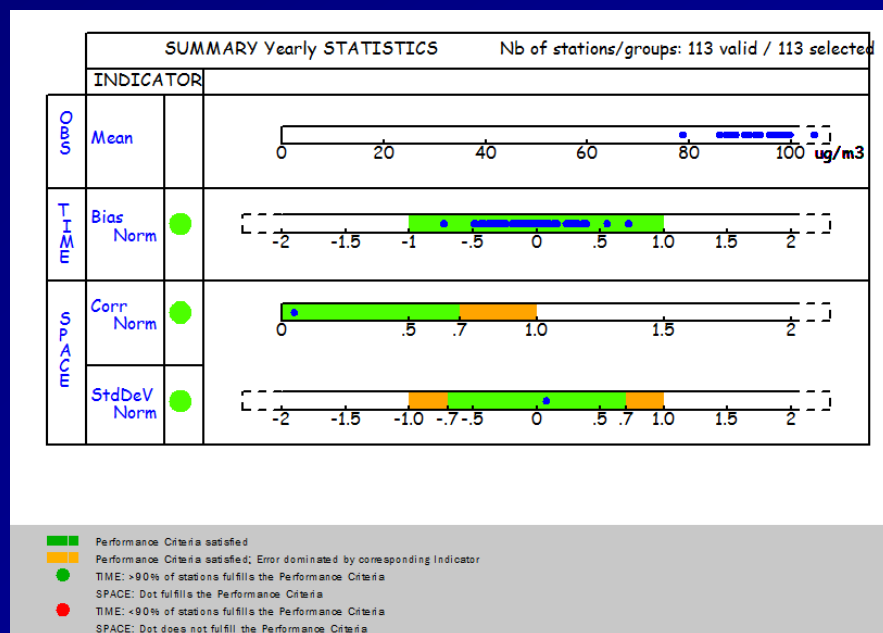 SUMMARY Yearly STATISTICS Nb of stations/groups: 113 valid / 113 selected
INDICATOR
OBS
Mean
0 20 40 60 80 100 ug/m3
TIME
Bias
Norm
-2 -1.5 -1 -.5 0 .5 1.0 1.5 2
SPACE
Corr
Norm
0 .5 .7 1.0 1.5 2
StdDeV
Norm
-2 -1.5 -1.0 -.7 -.5 0 .5 .7 1.0 1.5 2
Performance Criteria satisfied
Performance Criteria satisfied; Error dominated by corresponding Indicator
TIME: >90% of stations fulfills the Performance Criteria
SPACE: Dot fulfills the Performance Criteria
TIME: <90% of stations fulfills the Performance Criteria
SPACE: Dot does not fulfill the Performance Criteria